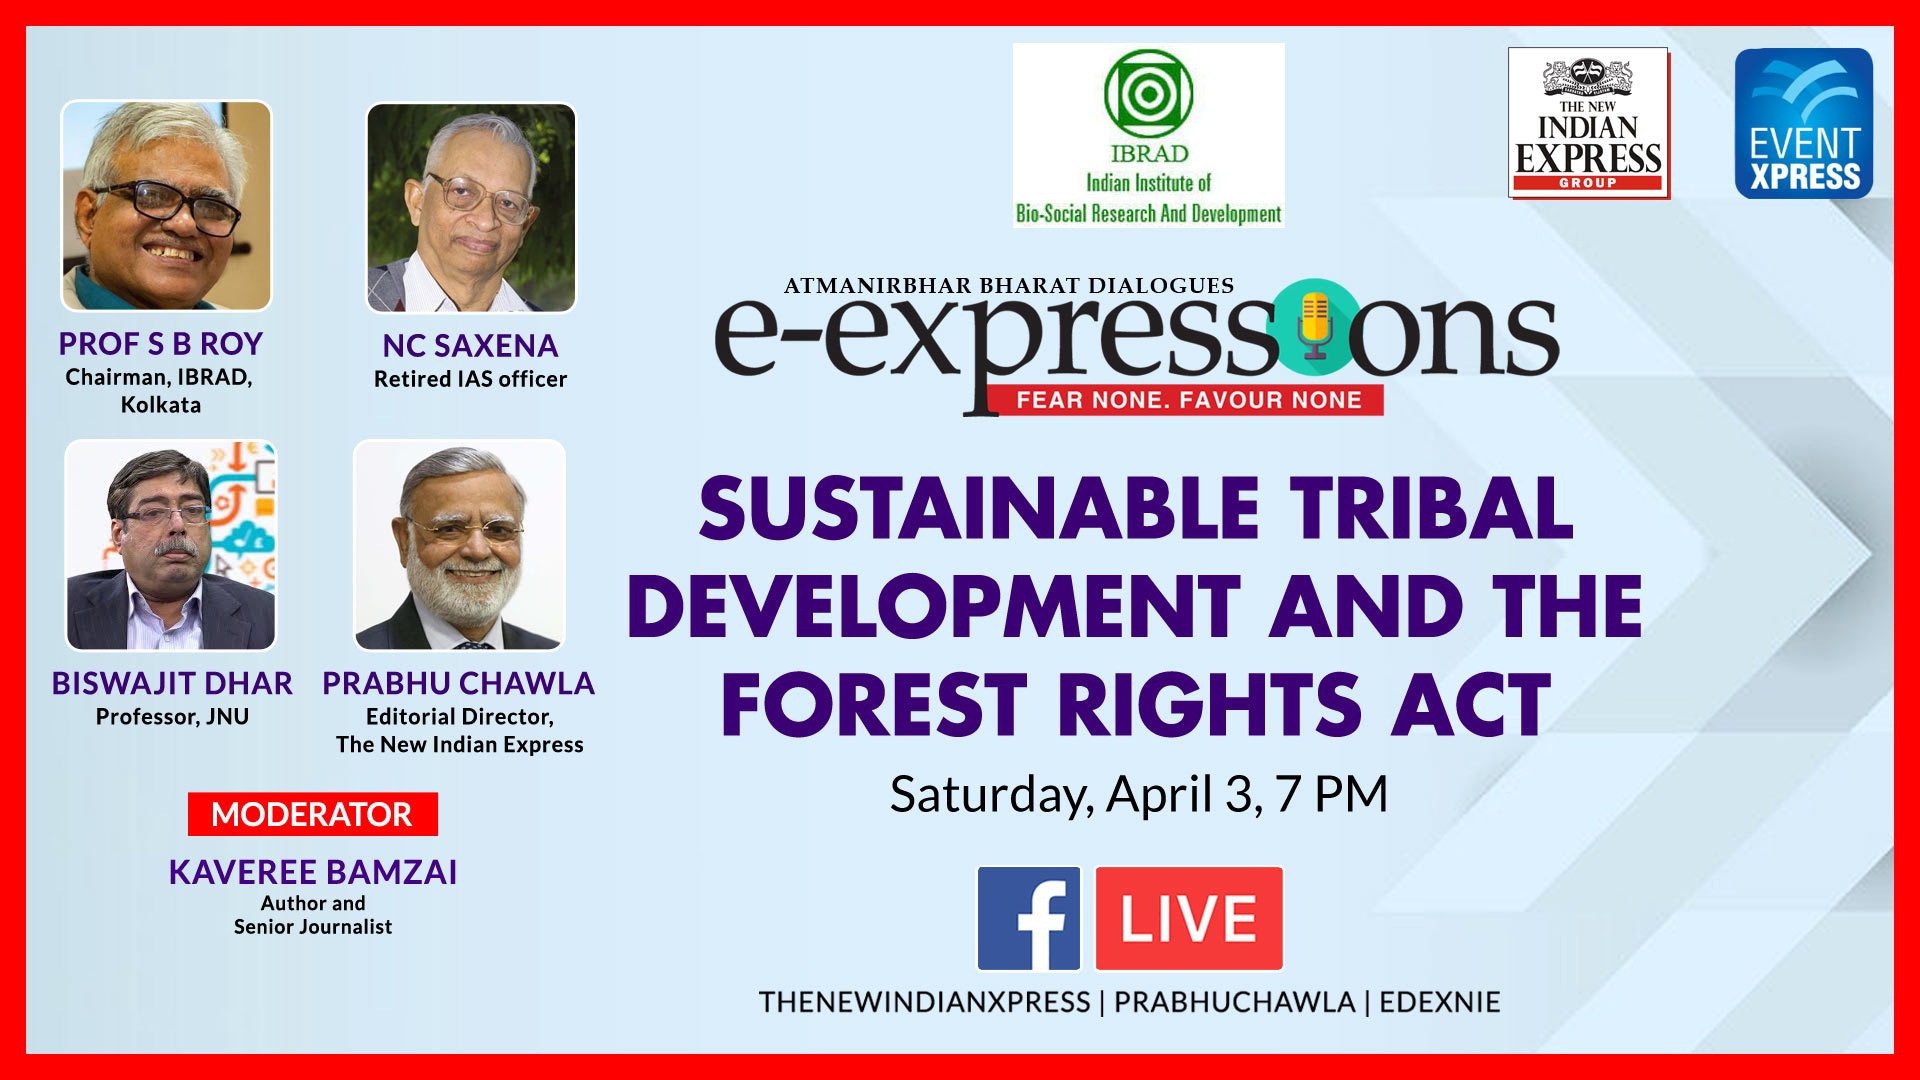 PROF S B ROY
Chairman, IBRAD,
Kolkata
NC SAXENA
Retired IAS officer
BISWAJIT DHAR
Professor, JNU
PRABHU CHAWLA
Editorial Director,
The New Indian Express
MODERATOR
KAVEREE BAMZAI
Author and
Senior Journalist
IBRAD
Indian Institute of
Bio-Social Research And Development
THE NEW
INDIAN
EXPRESS
GROUP
EVENT
XPRESS
ATMANIRBHAR BHARAT DIALOGUES
e-expressions
FEAR NONE. FAVOUR NONE
SUSTAINABLE TRIBAL
DEVELOPMENT AND THE
FOREST RIGHTS ACT
Saturday, April 3, 7 PM
f LIVE
THENEWINDIANXPRESS | PRABHUCHAWLA | EDEXNIE